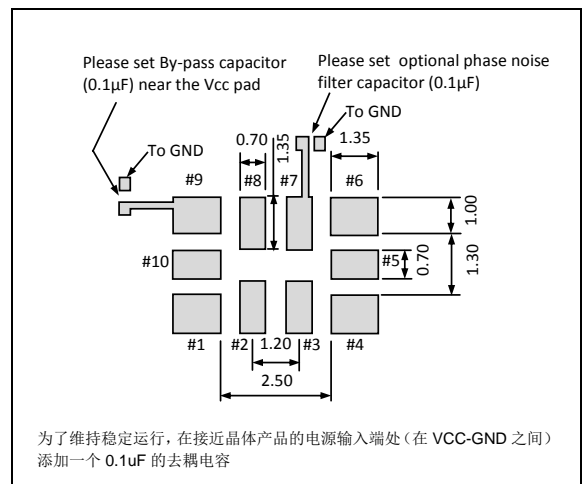 Please set By-pass capacitor
(0.1µF) near the Vcc pad
Please set optional phase noise
filter capacitor (0.1µF)
To GND
0.70
1.35
1.35
To GND
#9
#8
#7
#6
1.00
#10
#5
0.70
1.30
#1
#2
1.20
#3
#4
2.50
为了维持稳定运行，在接近晶体产品的电源输入端处（在 VCC-GND 之间）
添加一个 0.1uF 的去耦电容